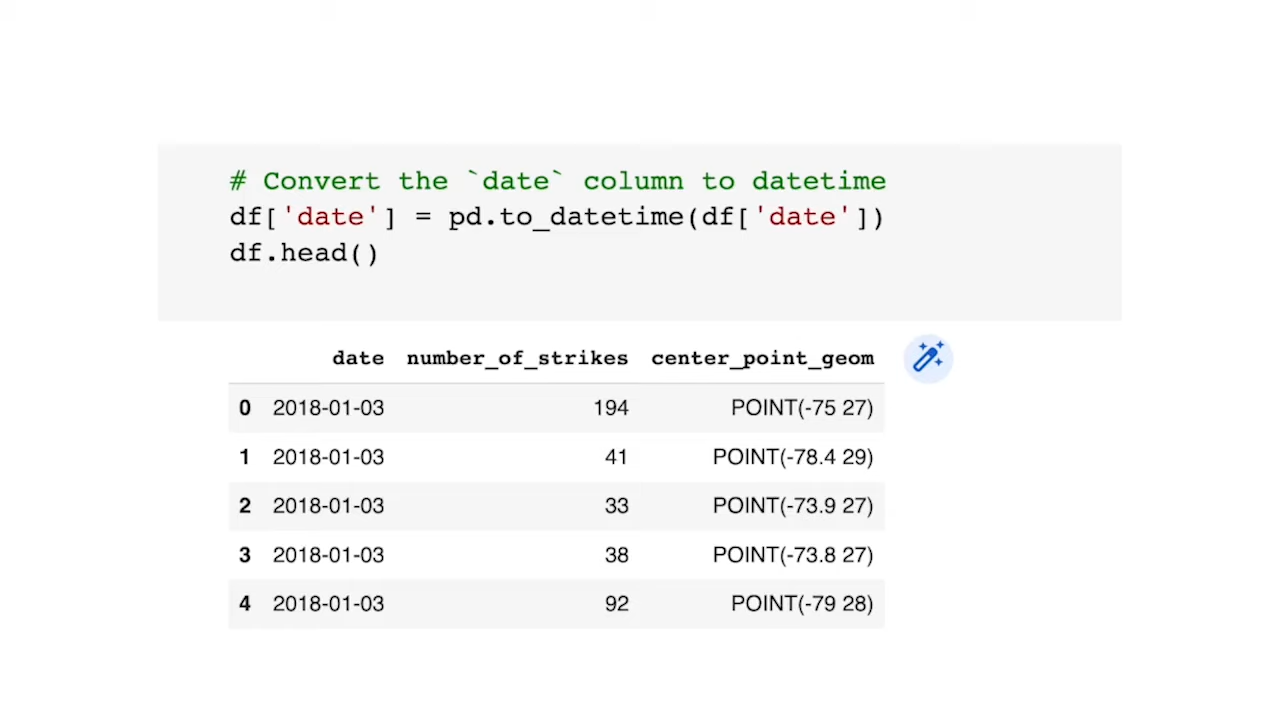 # Convert the `date` column to datetime
df['date'] = pd.to_datetime(df['date'])
df.head()
date number_of_strikes center_point_geom
0 2018-01-03 194 POINT(-75 27)
1 2018-01-03 41 POINT(-78.4 29)
2 2018-01-03 33 POINT(-73.9 27)
3 2018-01-03 38 POINT(-73.8 27)
4 2018-01-03 92 POINT(-79 28)